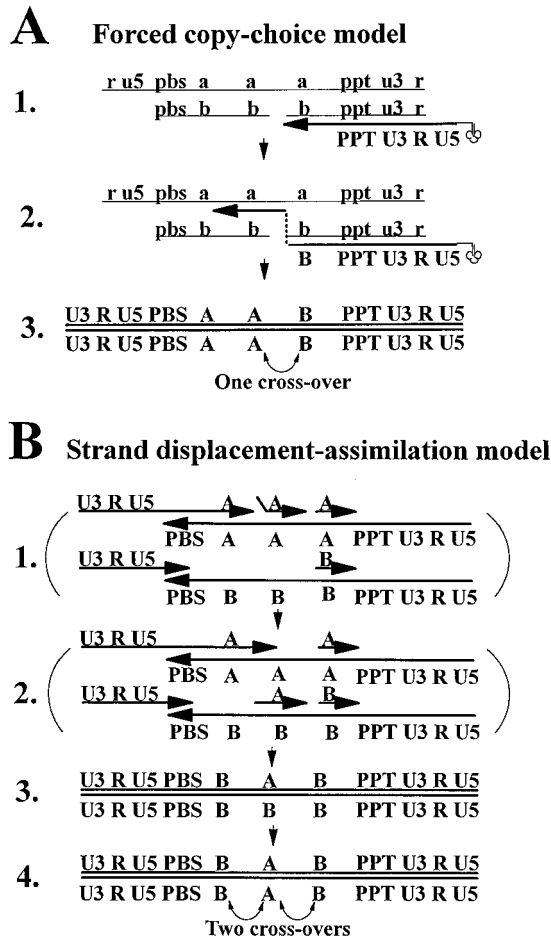 A Forced copy-choice model
r u5 pbs a a a ppt u3 r
1.
pbs b b b ppt u3 r
PPT U3 R U5
r u5 pbs a a a ppt u3 r
2.
pbs b b b ppt u3 r
B PPT U3 R U5
U3 R U5 PBS A A B PPT U3 R U5
3.
U3 R U5 PBS A A B PPT U3 R U5
One cross-over
B Strand displacement-assimilation model
U3 R U5 A A A
PBS A A A PPT U3 R U5
1.
U3 R U5 B
PBS B B B PPT U3 R U5
U3 R U5 A A
PBS A A A PPT U3 R U5
2.
U3 R U5 A B
PBS B B B PPT U3 R U5
U3 R U5 PBS B A B PPT U3 R U5
3.
U3 R U5 PBS B B B PPT U3 R U5
U3 R U5 PBS B A B PPT U3 R U5
4.
U3 R U5 PBS B A B PPT U3 R U5
Two cross-overs